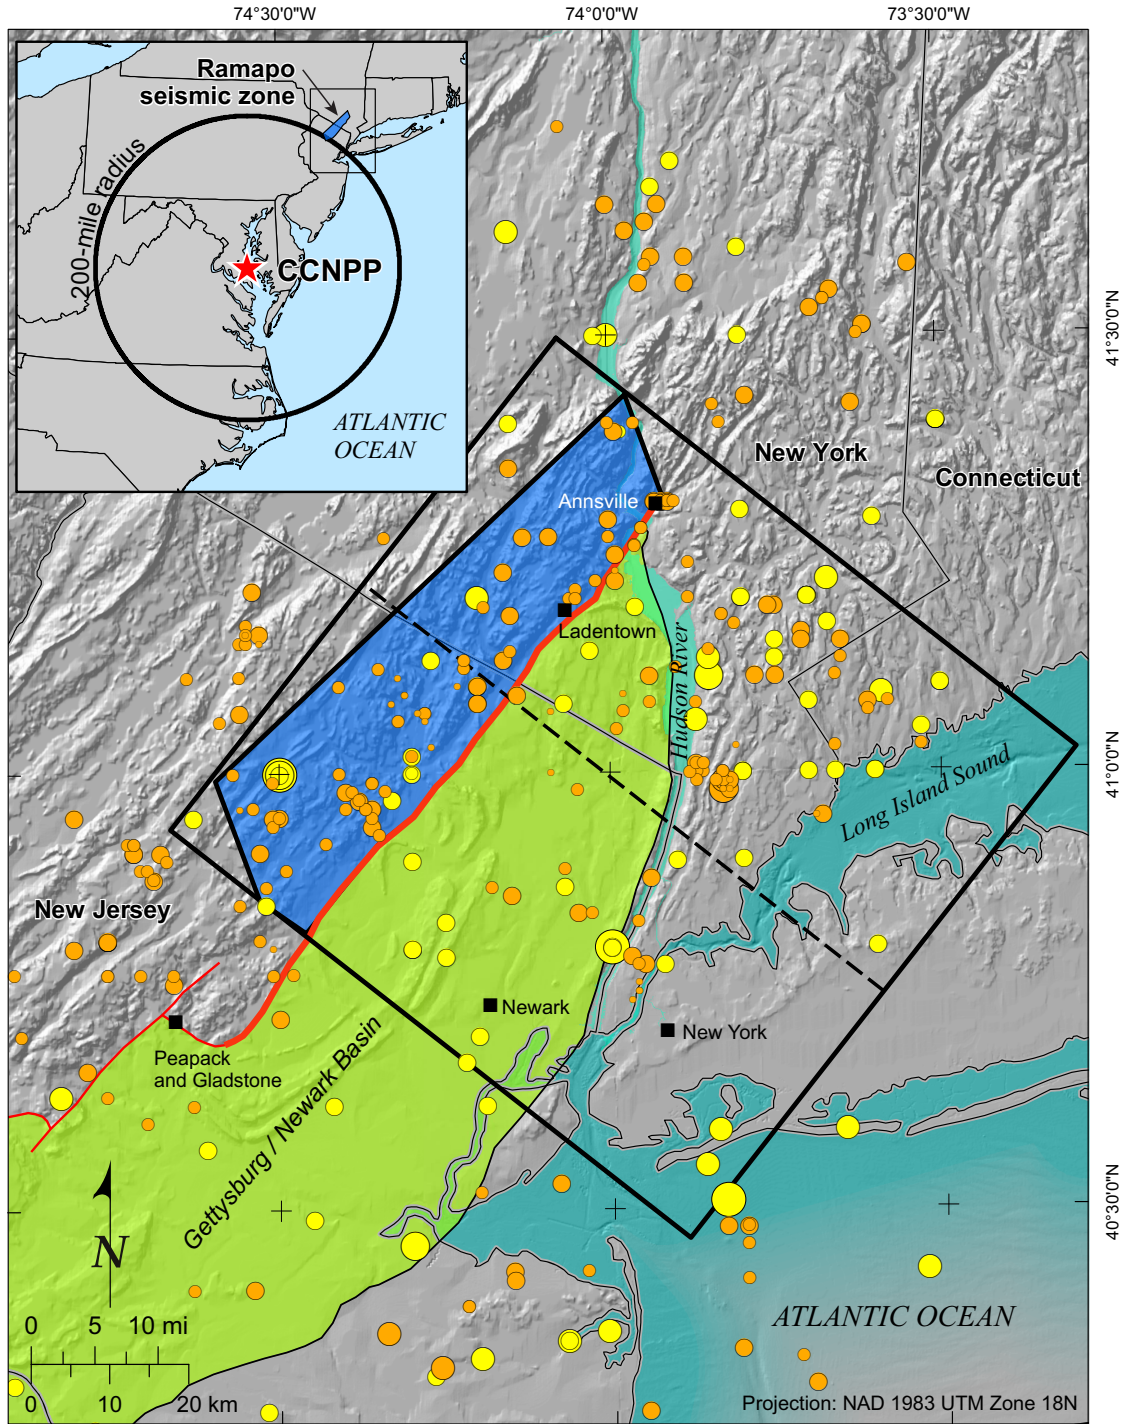 74°30'0"W
74°0'0"W
73°30'0"W
Ramapo
seismic zone
200-mile radius
CCNPP
ATLANTIC
OCEAN
41°30'0"N
New York
Connecticut
Annsville
Ladentown
Hudson River
41°0'0"N
Long Island Sound
New Jersey
Newark
New York
Peapack
and Gladstone
Gettysburg / Newark Basin
40°30'0"N
N
ATLANTIC OCEAN
0 5 10 mi
0 10 20 km
Projection: NAD 1983 UTM Zone 18N